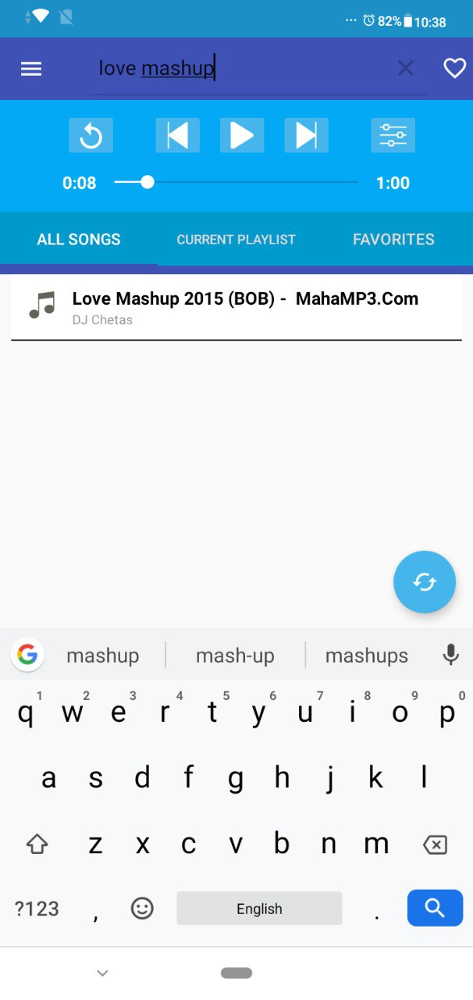 82% 10:38
love mashup
0:08 1:00
ALL SONGS CURRENT PLAYLIST FAVORITES
Love Mashup 2015 (BOB) - MahaMP3.Com
DJ Chetas
mashup mash-up mashups
1 2 3 4 5 6 7 8 9 0
q w e r t y u i o p
a s d f g h j k l
z x c v b n m
?123 , English .